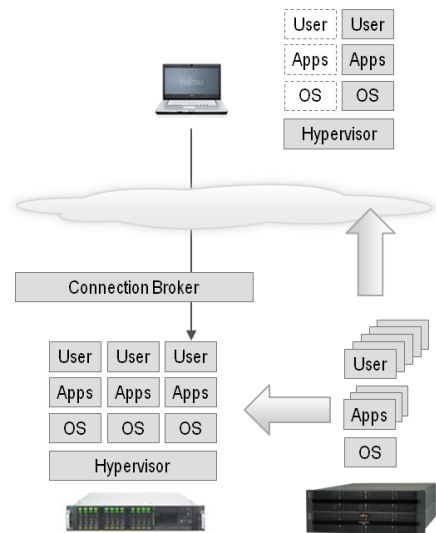 User User
Apps Apps
OS OS
Hypervisor
FUJITSU
Connection Broker
User User User
Apps Apps Apps
OS OS OS
Hypervisor
User
Apps
OS